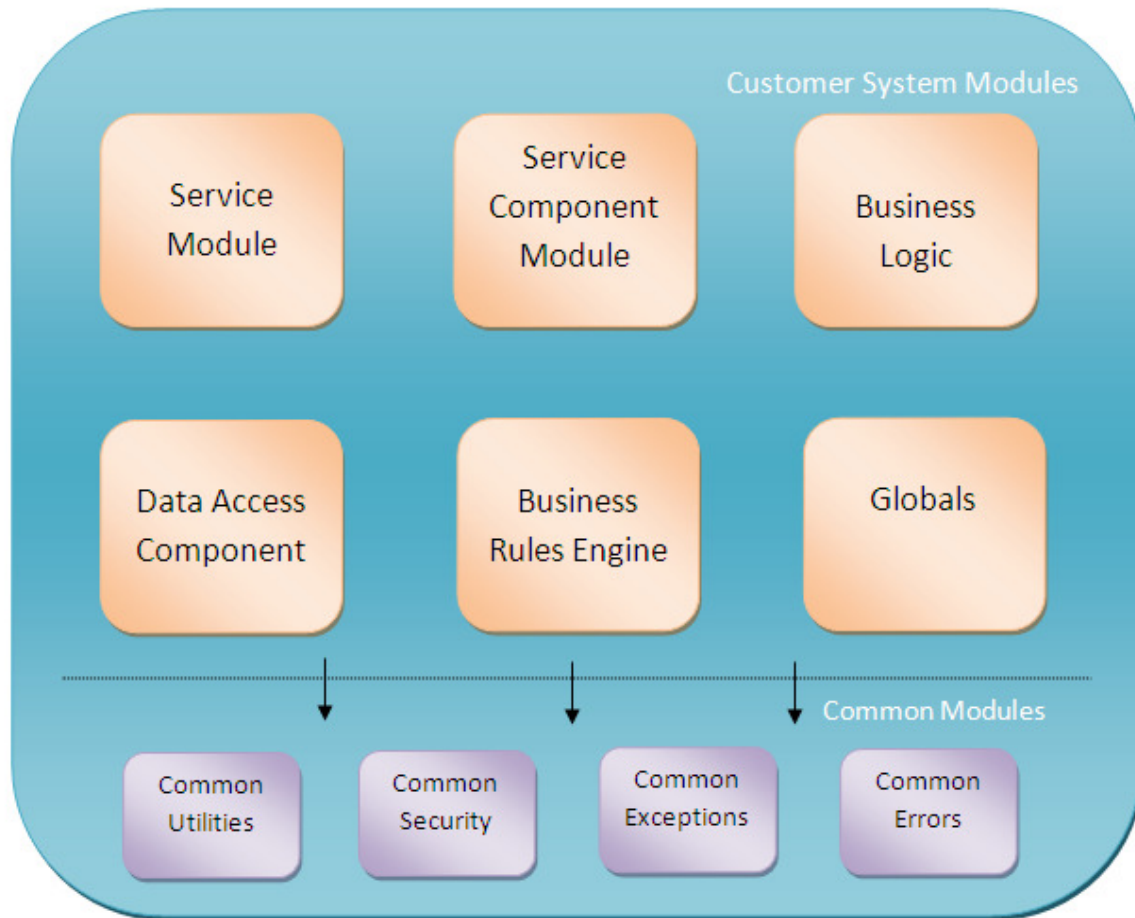 Customer System Modules
Service
Module
Service
Component
Module
Business
Logic
Data Access
Component
Business
Rules Engine
Globals
Common Modules
Common
Utilities
Common
Security
Common
Exceptions
Common
Errors